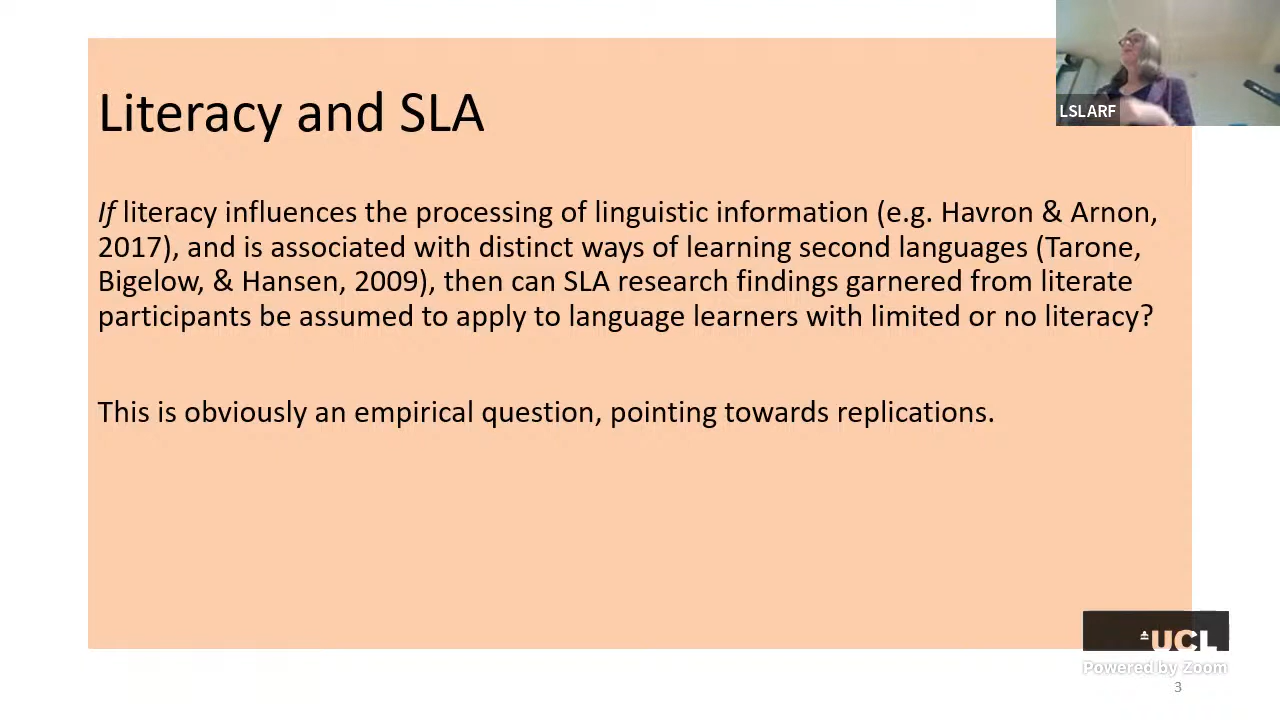 LSLARF
Literacy and SLA
If literacy influences the processing of linguistic information (e.g. Havron & Arnon,
2017), and is associated with distinct ways of learning second languages (Tarone,
Bigelow, & Hansen, 2009), then can SLA research findings garnered from literate
participants be assumed to apply to language learners with limited or no literacy?
This is obviously an empirical question, pointing towards replications.
UCL
Powered by Zoom
3